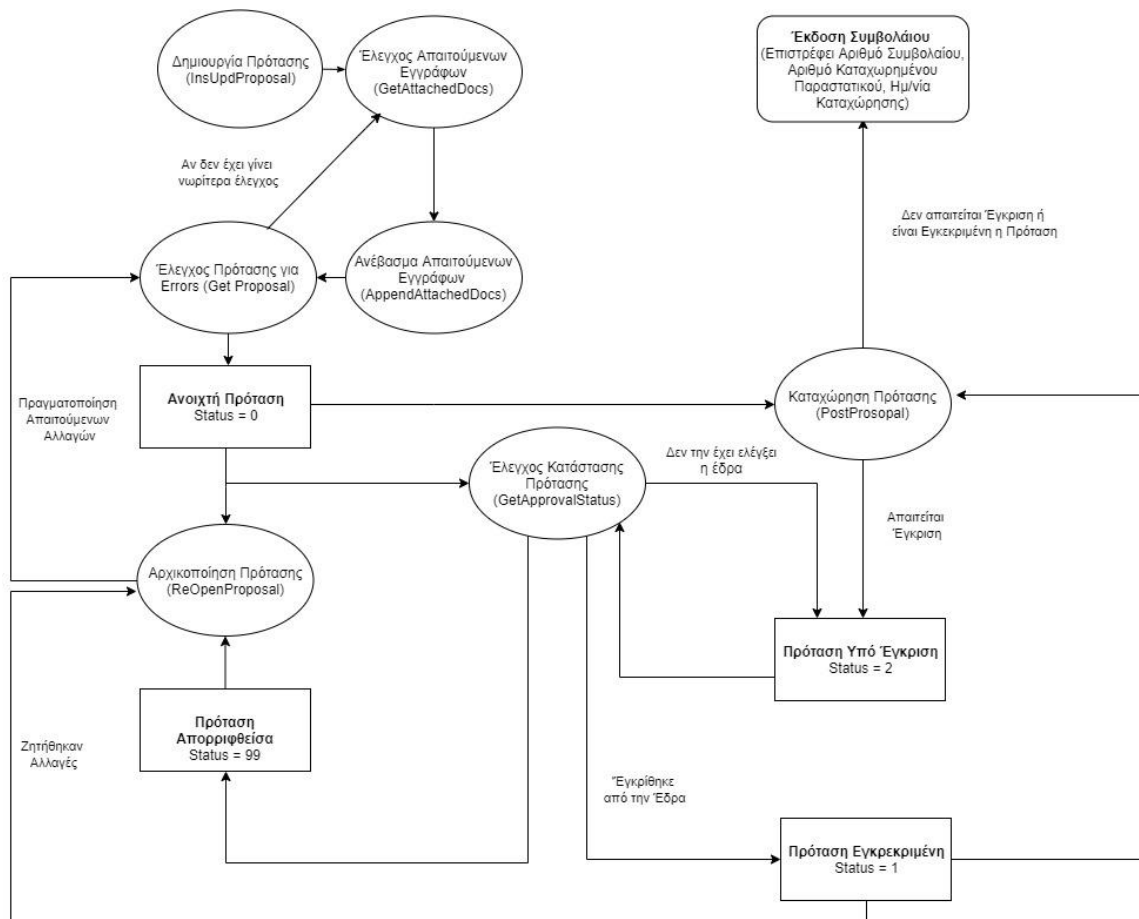 Δημιουργία Πρότασης
(InsUpdProposal)
Έλεγχος Απαιτούμενων
Εγγράφων
(GetAttachedDocs)
Έκδοση Συμβολάιου
(Επιστρέφει Αριθμό Συμβολαίου,
Αριθμό Καταχωρημένου
Παραστατικού, Ημ/νία
Καταχώρησης)
Αν δεν έχει γίνει
νωρίτερα έλεγχος
Δεν απαιτείται Έγκριση ή
είναι Εγκεκριμένη η Πρόταση
Έλεγχος Πρότασης για
Errors (Get Proposal)
Ανέβασμα Απαιτούμενων
Εγγράφων
(AppendAttachedDocs)
Πραγματοποίηση
Απαιτούμενων
Αλλαγών
Ανοιχτή Πρόταση
Status = 0
Καταχώρηση Πρότασης
(PostProsopal)
Έλεγχος Κατάστασης
Πρότασης
(GetApprovalStatus)
Δεν την έχει ελέγξει
η έδρα
Απαιτείται
Έγκριση
Αρχικοποίηση Πρότασης
(ReOpenProposal)
Πρόταση Υπό Έγκριση
Status = 2
Πρόταση
Απορριφθείσα
Status = 99
Ζητήθηκαν
Αλλαγές
Έγκρίθηκε
από την Έδρα
Πρόταση Εγκρεκριμένη
Status = 1